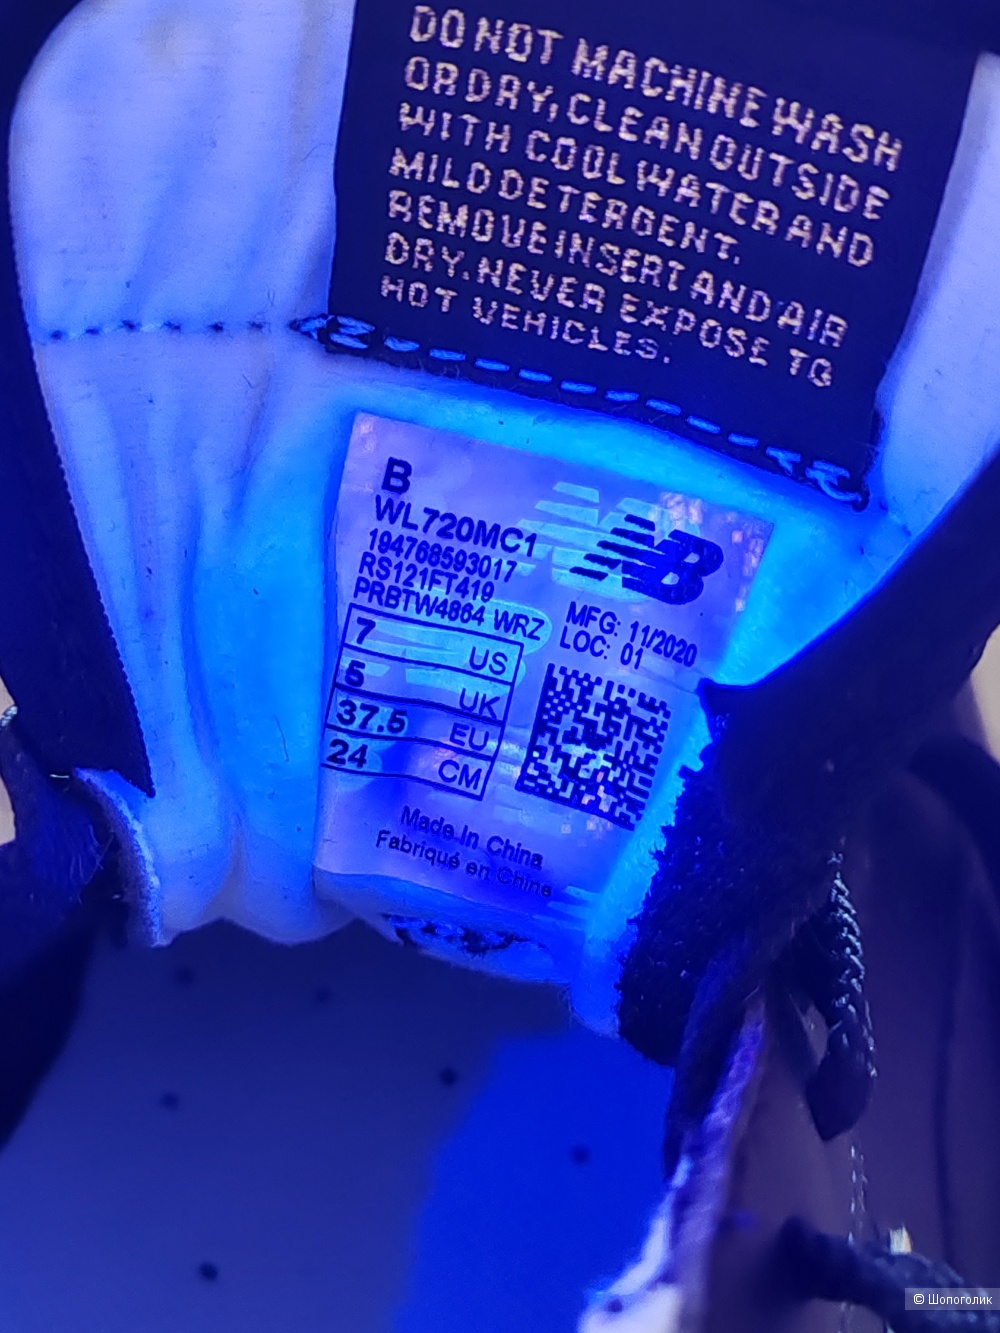 DO NOT MACHINE WASH
OR DRY, CLEAN OUTSIDE
WITH COOL WATER AND
MILD DETERGENT.
REMOVE INSERT AND AIR
DRY. NEVER EXPOSE TO
HOT VEHICLES.
B
WL720MC1
194768593017
RS121FT419
PRBTW4864 WRZ
NB
MFG: 11/2020
LOC: 01
7 US
5 UK
37.5 EU
24 CM
Made In China
Fabriqué en Chine
© Шопоголик